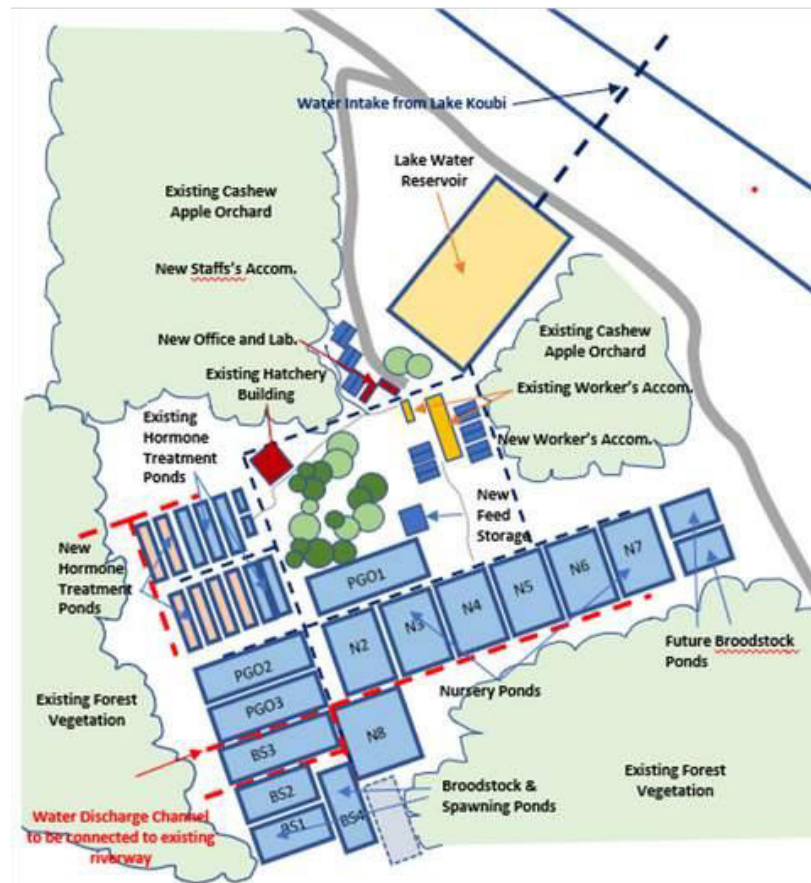 Water Intake from Lake Koubi
Lake Water
Reservoir
Existing Cashew
Apple Orchard
New Staffs's Accom.
New Office and Lab.
Existing Hatchery
Building
Existing Cashew
Apple Orchard
Existing Worker's Accom.
New Worker's Accom.
Existing
Hormone
Treatment
Ponds
New
Feed
Storage
New
Hormone
Treatment
Ponds
PGO1
N2
N3
N4
N5
N6
N7
Future Broodstock
Ponds
Nursery Ponds
PGO2
PGO3
BS3
N8
BS2
BS1
BS4
Existing Forest
Vegetation
Broodstock &
Spawning Ponds
Existing Forest
Vegetation
Water Discharge Channel
to be connected to existing
riverway